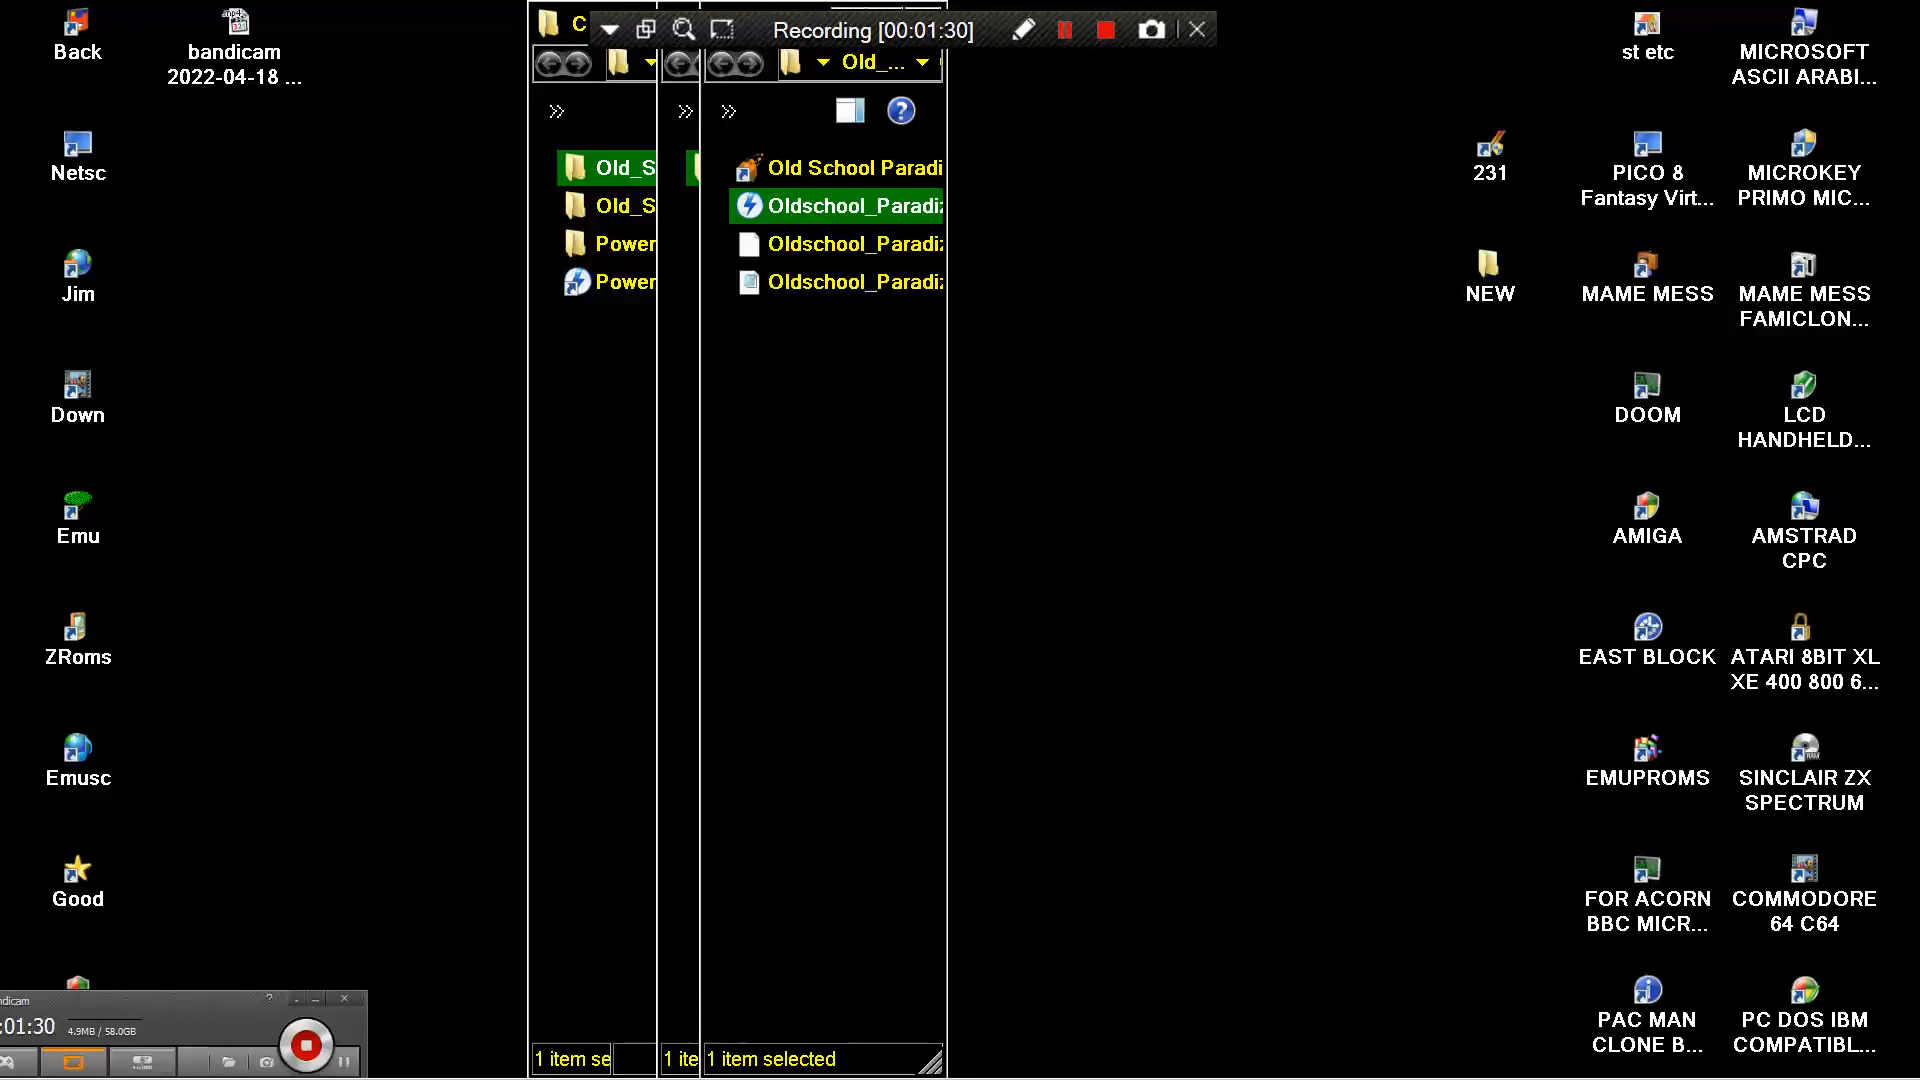 Back
bandicam
2022-04-18 ...
Netsc
Jim
Down
Emu
ZRoms
Emusc
Good
C
Recording [00:01:30]
Old_...
Old_S
Old_S
Power
Power
Old School Paradi
Oldschool_Paradiz
Oldschool_Paradiz
Oldschool_Paradiz
1 item se
1 ite
1 item selected
st etc
MICROSOFT
ASCII ARABI...
231
PICO 8
Fantasy Virt...
MICROKEY
PRIMO MIC...
NEW
MAME MESS
MAME MESS
FAMICLON...
DOOM
LCD
HANDHELD...
AMIGA
AMSTRAD
CPC
EAST BLOCK
ATARI 8BIT XL
XE 400 800 6...
EMUPROMS
SINCLAIR ZX
SPECTRUM
FOR ACORN
BBC MICR...
COMMODORE
64 C64
PAC MAN
CLONE B...
PC DOS IBM
COMPATIBL...
ndicam
:01:30
4.9MB / 58.0GB